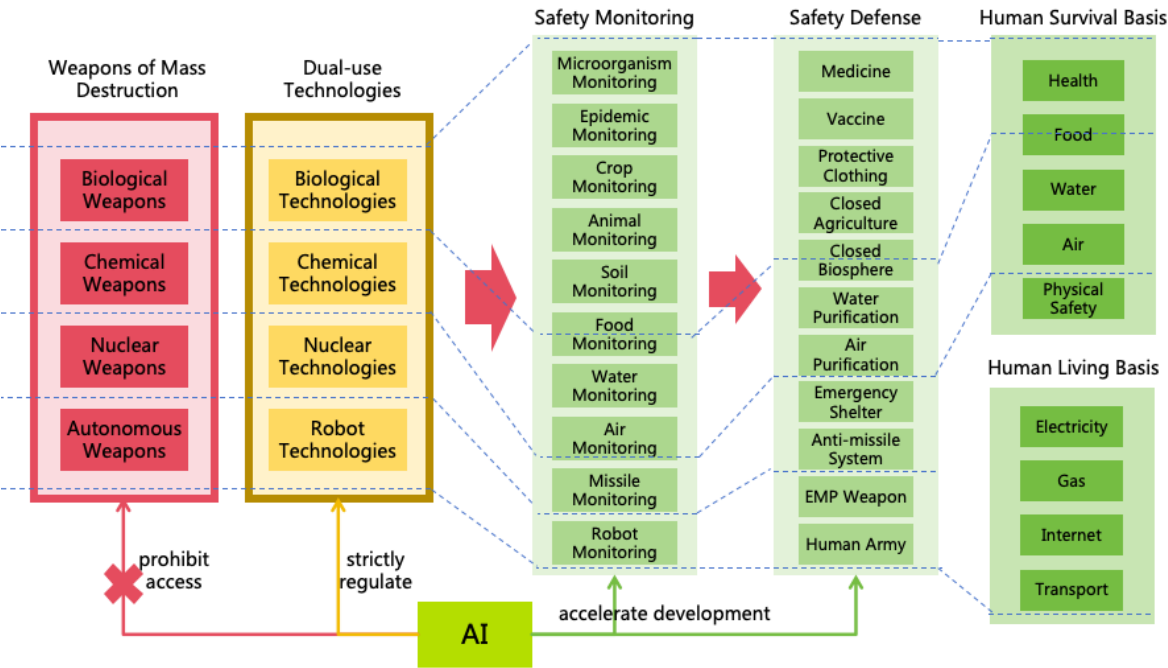 Weapons of Mass
Destruction
Biological
Weapons
Chemical
Weapons
Nuclear
Weapons
Autonomous
Weapons
Dual-use
Technologies
Biological
Technologies
Chemical
Technologies
Nuclear
Technologies
Robot
Technologies
Safety Monitoring
Microorganism
Monitoring
Epidemic
Monitoring
Crop
Monitoring
Animal
Monitoring
Soil
Monitoring
Food
Monitoring
Water
Monitoring
Air
Monitoring
Missile
Monitoring
Robot
Monitoring
Safety Defense
Medicine
Vaccine
Protective
Clothing
Closed
Agriculture
Closed
Biosphere
Water
Purification
Air
Purification
Emergency
Shelter
Anti-missile
System
EMP Weapon
Human Army
Human Survival Basis
Health
Food
Water
Air
Physical
Safety
Human Living Basis
Electricity
Gas
Internet
Transport
prohibit
access
strictly
regulate
AI
accelerate development